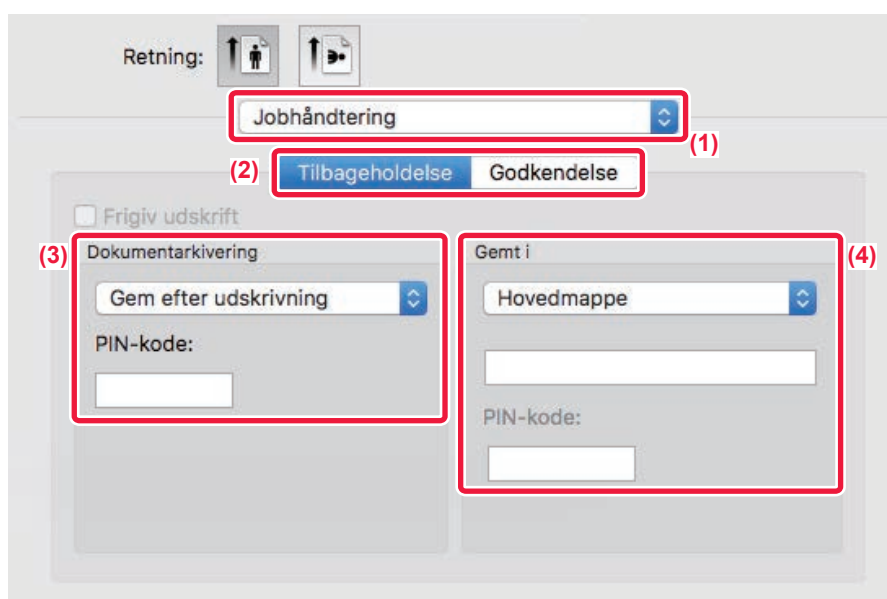 Retning:
Jobhåndtering
(1)
(2)
Tilbageholdelse Godkendelse
Frigiv udskrift
(3)
Dokumentarkivering
Gem efter udskrivning
PIN-kode:
Gemt i
(4)
Hovedmappe
PIN-kode: